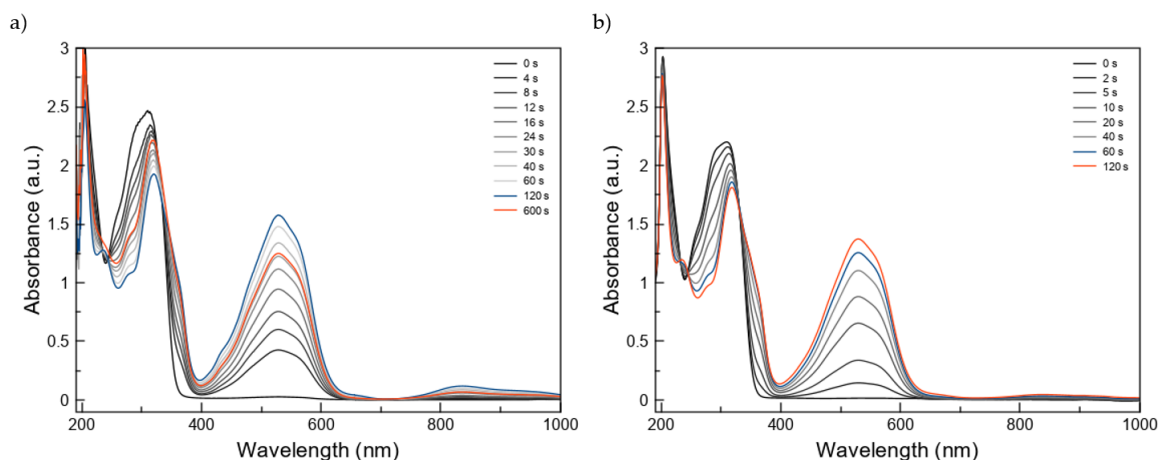 a)
3
2.5
2
1.5
1
0.5
0
200
400
600
800
1000
Absorbance (a.u.)
Wavelength (nm)
0 s
4 s
8 s
12 s
16 s
24 s
30 s
40 s
60 s
120 s
600 s
b)
3
2.5
2
1.5
1
0.5
0
200
400
600
800
1000
Absorbance (a.u.)
Wavelength (nm)
0 s
2 s
5 s
10 s
20 s
40 s
60 s
120 s